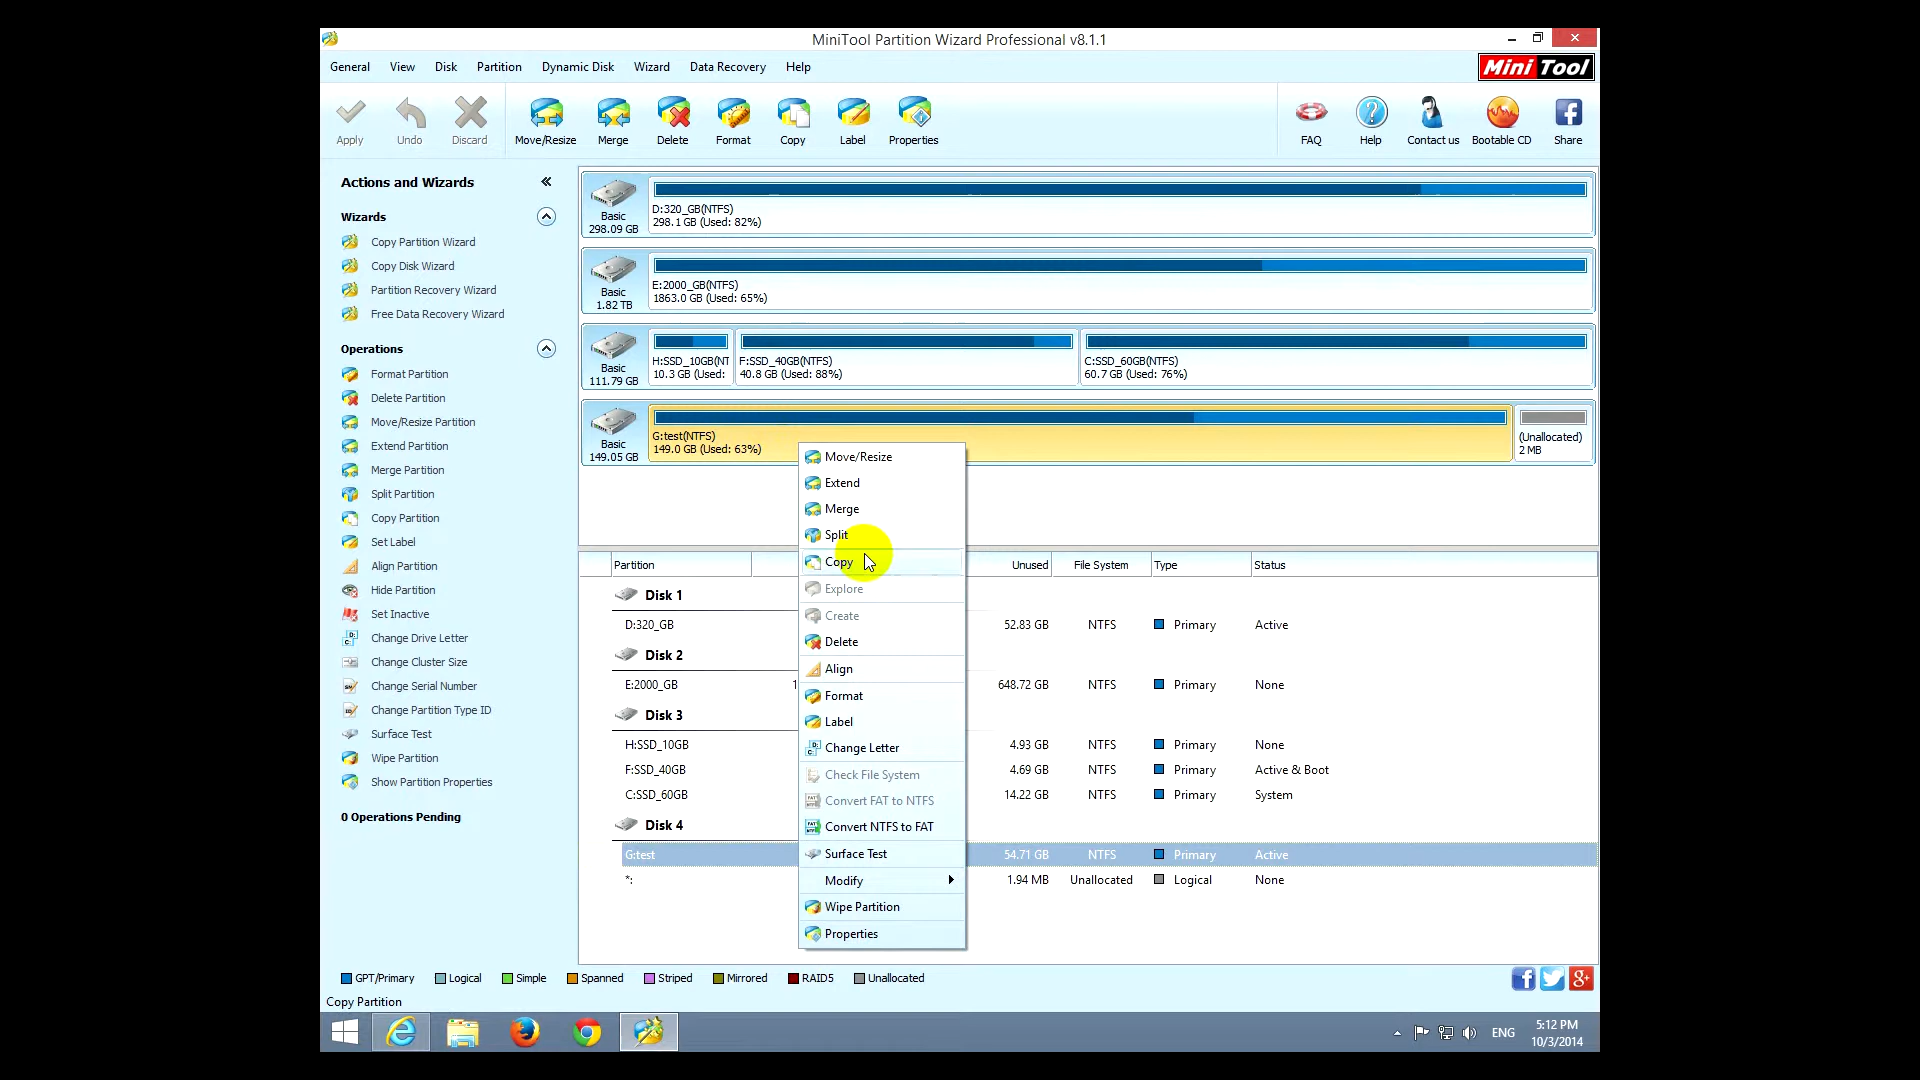 MiniTool Partition Wizard Professional v8.1.1
General View Disk Partition Dynamic Disk Wizard Data Recovery Help
Mini Tool
Apply Undo Discard Move/Resize Merge Delete Format Copy Label Properties FAQ Help Contact us Bootable CD Share
Actions and Wizards
Wizards
Copy Partition Wizard
Copy Disk Wizard
Partition Recovery Wizard
Free Data Recovery Wizard
Operations
Format Partition
Delete Partition
Move/Resize Partition
Extend Partition
Merge Partition
Split Partition
Copy Partition
Set Label
Align Partition
Hide Partition
Set Inactive
Change Drive Letter
Change Cluster Size
Change Serial Number
Change Partition Type ID
Surface Test
Wipe Partition
Show Partition Properties
0 Operations Pending
Basic
298.09 GB
D:320_GB(NTFS)
298.1 GB (Used: 82%)
Basic
1.82 TB
E:2000_GB(NTFS)
1863.0 GB (Used: 65%)
Basic
111.79 GB
H:SSD_10GB(NT
10.3 GB (Used:
F:SSD_40GB(NTFS)
40.8 GB (Used: 88%)
C:SSD_60GB(NTFS)
60.7 GB (Used: 76%)
Basic
149.05 GB
G:test(NTFS)
149.0 GB (Used: 63%)
(Unallocated)
2 MB
Move/Resize
Extend
Merge
Split
Copy
Explore
Create
Delete
Align
Format
Label
Change Letter
Check File System
Convert FAT to NTFS
Convert NTFS to FAT
Surface Test
Modify
Wipe Partition
Properties
Partition Unused File System Type Status
Disk 1
D:320_GB 52.83 GB NTFS Primary Active
Disk 2
E:2000_GB 1 648.72 GB NTFS Primary None
Disk 3
H:SSD_10GB 4.93 GB NTFS Primary None
F:SSD_40GB 4.69 GB NTFS Primary Active & Boot
C:SSD_60GB 14.22 GB NTFS Primary System
Disk 4
G:test 54.71 GB NTFS Primary Active
*: 1.94 MB Unallocated Logical None
GPT/Primary Logical Simple Spanned Striped Mirrored RAID5 Unallocated
Copy Partition
ENG
5:12 PM
10/3/2014